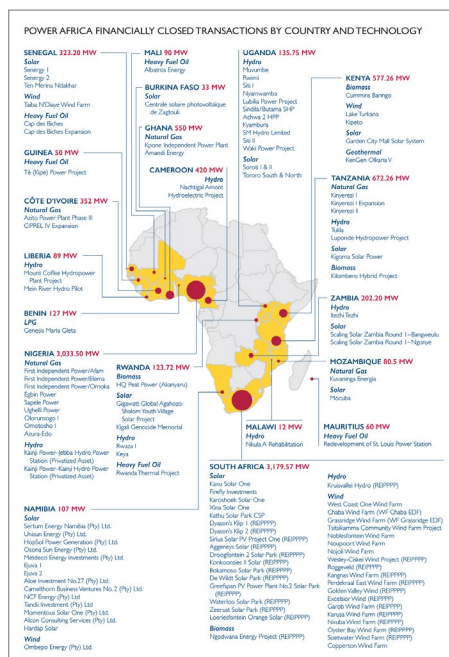 POWER AFRICA FINANCIALLY CLOSED TRANSACTIONS BY COUNTRY AND TECHNOLOGY
SENEGAL 323.20 MW
Solar
Senergy 1
Senergy 2
Ten Merina Ndakhar
Wind
Taiba N'Diaye Wind Farm
Heavy Fuel Oil
Cap des Biches
Cap des Biches Expansion
GUINEA 50 MW
Heavy Fuel Oil
Té (Kipe) Power Project
CÔTE D'IVOIRE 352 MW
Natural Gas
Azito Power Plant Phase III
CIPREL IV Expansion
LIBERIA 89 MW
Hydro
Mount Coffee Hydropower
Plant Project
Mein River Hydro Pilot
BENIN 127 MW
LPG
Genesis Maria Gleta
NIGERIA 3,033.50 MW
Natural Gas
First Independent Power/Afam
First Independent Power/Elema
First Independent Power/Omoka
Egbin Power
Sapele Power
Ughelli Power
Olorunsogo I
Omotosho I
Azura-Edo
Hydro
Kainji Power-Jebba Hydro Power
Station (Privatized Asset)
Kainji Power-Kainji Hydro Power
Station (Privatized Asset)
NAMIBIA 107 MW
Solar
Sertum Energy Namibia (Pty) Ltd.
Unisun Energy (Pty) Ltd.
HopSol Power Generation (Pty) Ltd.
Osona Sun Energy (Pty) Ltd.
Metdecci Energy Investments (Pty) Ltd.
Ejuva 1
Ejuva 2
Aloe Investment No.27 (Pty) Ltd.
Camelthorn Business Ventures No. 2 (Pty) Ltd.
NCF Energy (Pty) Ltd.
Tandii Investment (Pty) Ltd.
Momentous Solar One (Pty) Ltd.
Alcon Consulting Services (Pty) Ltd.
Hardap Solar
Wind
Ombepo Energy (Pty) Ltd.
MALI 90 MW
Heavy Fuel Oil
Albatros Energy
BURKINA FASO 33 MW
Solar
Centrale solaire photovoltaïque
de Zagtouli
GHANA 550 MW
Natural Gas
Kpone Independent Power Plant
Amandi Energy
CAMEROON 420 MW
Hydro
Nachtigal Amont
Hydroelectric Project
RWANDA 123.72 MW
Biomass
HQ Peat Power (Akanyaru)
Solar
Gigawatt Global Agahozo-
Shalom Youth Village
Solar Project
Kigali Genocide Memorial
Hydro
Rwaza I
Keya
Heavy Fuel Oil
Rwanda Thermal Project
UGANDA 135.75 MW
Hydro
Muvumbe
Rwimi
Siti I
Nyamwamba
Lubilia Power Project
Sindila/Butama SHP
Achwa 2 HPP
Kyambura
SM Hydro Limited
Siti II
Waki Power Project
Solar
Soroti I & II
Tororo South & North
KENYA 577.26 MW
Biomass
Cummins Baringo
Wind
Lake Turkana
Kipeto
Solar
Garden City Mall Solar System
Geothermal
KenGen Olkaria V
TANZANIA 672.26 MW
Natural Gas
Kinyerezi I
Kinyerezi I Expansion
Kinyerezi II
Hydro
Tulila
Luponde Hydropower Project
Solar
Kigoma Solar Power
Biomass
Kilombero Hybrid Project
ZAMBIA 202.20 MW
Hydro
Itezhi Tezhi
Solar
Scaling Solar Zambia Round 1–Bangweulu
Scaling Solar Zambia Round 1–Ngonye
MOZAMBIQUE 80.5 MW
Natural Gas
Kuvaninga Energia
Solar
Mocuba
MALAWI 12 MW
Hydro
Nkula A Rehabilitation
MAURITIUS 60 MW
Heavy Fuel Oil
Redevelopment of St. Louis Power Station
SOUTH AFRICA 3,179.57 MW
Solar
Kaxu Solar One
Firefly Investments
Karoshoek Solar One
Xina Solar One
Kathu Solar Park CSP
Dyason's Klip 1 (REIPPPP)
Dyason's Klip 2 (REIPPPP)
Sirius Solar PV Project One (REIPPPP)
Aggeneys Solar (REIPPPP)
Droogfontein 2 Solar Park (REIPPPP)
Konkoonsies II Solar (REIPPPP)
Bokamoso Solar Park (REIPPPP)
De Wildt Solar Park (REIPPPP)
Greefspan PV Power Plant No.2 Solar Park
(REIPPPP)
Waterloo Solar Park (REIPPPP)
Zeerust Solar Park (REIPPPP)
Loeriesfontein Orange Solar (REIPPPP)
Biomass
Ngodwana Energy Project (REIPPPP)
Hydro
Kruisvallei Hydro (REIPPPP)
Wind
West Coast One Wind Farm
Chaba Wind Farm (WF Chaba EDF)
Grassridge Wind Farm (WF Grassridge EDF)
Tsitsikamma Community Wind Project
Noblesfontein Wind Farm
Noupoort Wind Farm
Nojoli Wind Farm
Wesley-Ciskei Wind Project (REIPPPP)
Roggeveld (REIPPPP)
Kangnas Wind Farm (REIPPPP)
Perdekraal East Wind Farm (REIPPPP)
Golden Valley Wind (REIPPPP)
Excelsior Wind (REIPPPP)
Garob Wind Farm (REIPPPP)
Karusa Wind Farm (REIPPPP)
Nxuba Wind Farm (REIPPPP)
Oyster Bay Wind Farm (REIPPPP)
Soetwater Wind Farm (REIPPPP)
Copperton Wind Farm